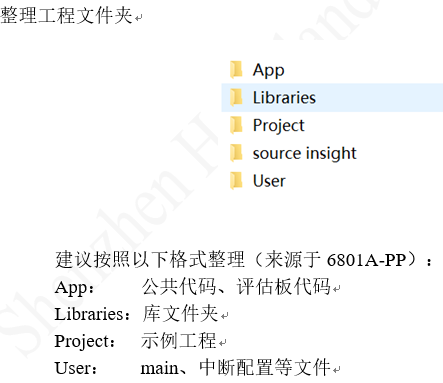 整理工程文件夹
App
Libraries
Project
source insight
User
建议按照以下格式整理（来源于 6801A-PP）：
App： 公共代码、评估板代码
Libraries：库文件夹
Project： 示例工程
User： main、中断配置等文件
Shenzhen H
land